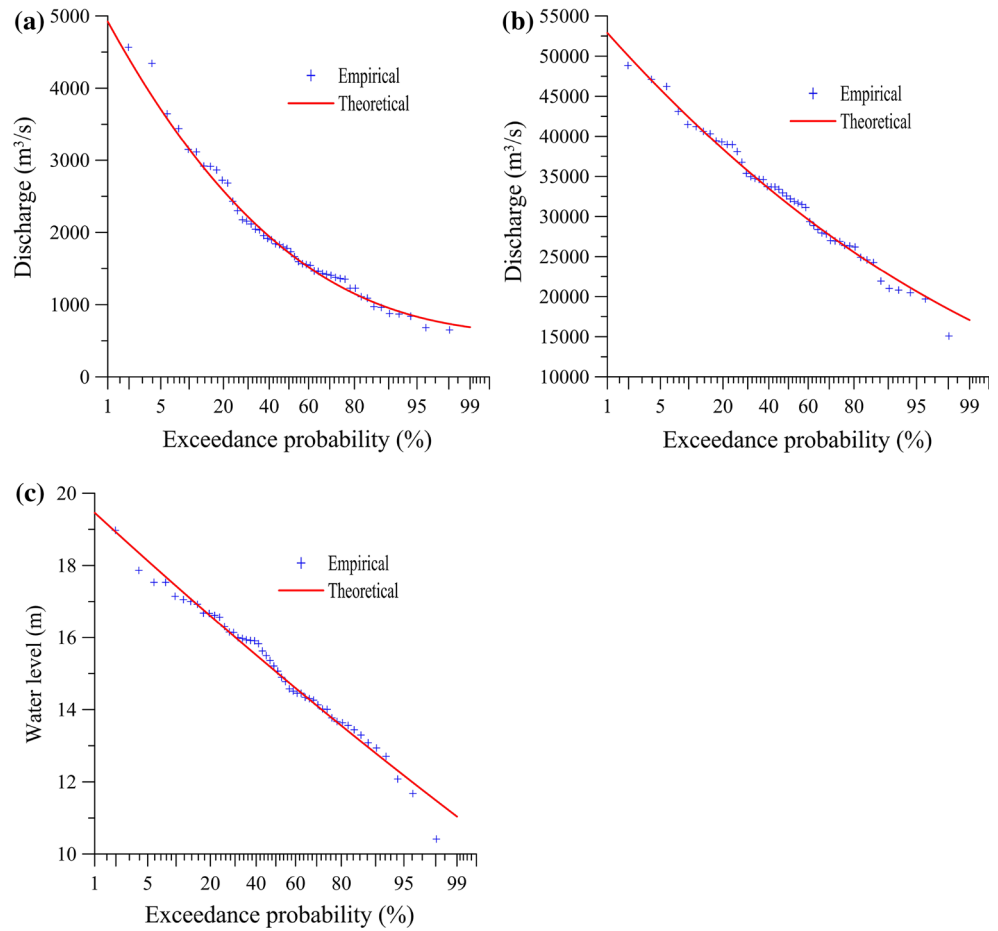 (a)
5000
4000
3000
2000
1000
0
Discharge (m³/s)
Empirical
Theoretical
1 5 20 40 60 80 95 99
Exceedance probability (%)
(b)
55000
50000
45000
40000
35000
30000
25000
20000
15000
10000
Discharge (m³/s)
Empirical
Theoretical
1 5 20 40 60 80 95 99
Exceedance probability (%)
(c)
20
18
16
14
12
10
Water level (m)
Empirical
Theoretical
1 5 20 40 60 80 95 99
Exceedance probability (%)